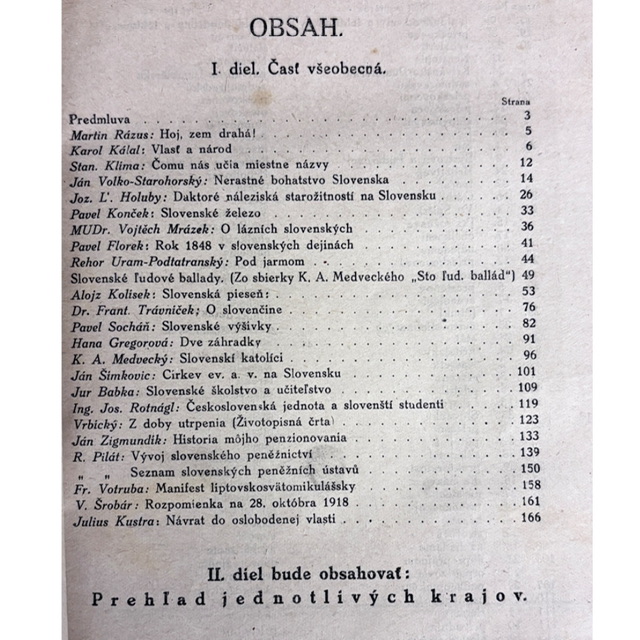 OBSAH.
I. diel. Časť všeobecná.
Strana
Predmluva . . . 3
Martin Rázus: Hoj, zem drahá! . . . 5
Karol Kálal: Vlasť a národ . . . 6
Stan. Klima: Čomu nás učia miestne názvy . . . 12
Ján Volko-Starohorský: Nerastné bohatstvo Slovenska . . . 14
Joz. Ľ. Holuby: Daktoré náleziská starožitností na Slovensku . . . 26
Pavel Konček: Slovenské železo . . . 33
MUDr. Vojtěch Mrázek: O lázních slovenských . . . 36
Pavel Florek: Rok 1848 v slovenských dejinách . . . 41
Rehor Uram-Podtatranský: Pod jarmom . . . 44
Slovenské ľudové ballady. (Zo sbierky K. A. Medveckého „Sto ľud. ballád") 49
Alojz Kolísek: Slovenská pieseň: . . . 53
Dr. Frant. Trávníček; O slovenčine . . . 76
Pavel Socháň: Slovenské výšivky . . . 82
Hana Gregorová: Dve záhradky . . . 91
K. A. Medvecký: Slovenskí katolíci . . . 96
Ján Šimkovic: Cirkev ev. a. v. na Slovensku . . . 101
Jur Babka: Slovenské školstvo a učiteľstvo . . . 109
Ing. Jos. Rotnágl: Československá jednota a slovenští studenti . . . 119
Vrbický: Z doby utrpenia (Životopisná črta) . . . 123
Ján Zigmundík: Historia môjho penzionovania . . . 133
R. Pilát: Vývoj slovenského peněžnictví . . . 139
„ „ Seznam slovenských peněžních ústavů . . . 150
Fr. Votruba: Manifest liptovskosvätomikulášsky . . . 158
V. Šrobár: Rozpomienka na 28. októbra 1918 . . . 161
Julius Kustra: Návrat do oslobodenej vlasti . . . 166
II. diel bude obsahovať:
Prehľad jednotlivých krajov.